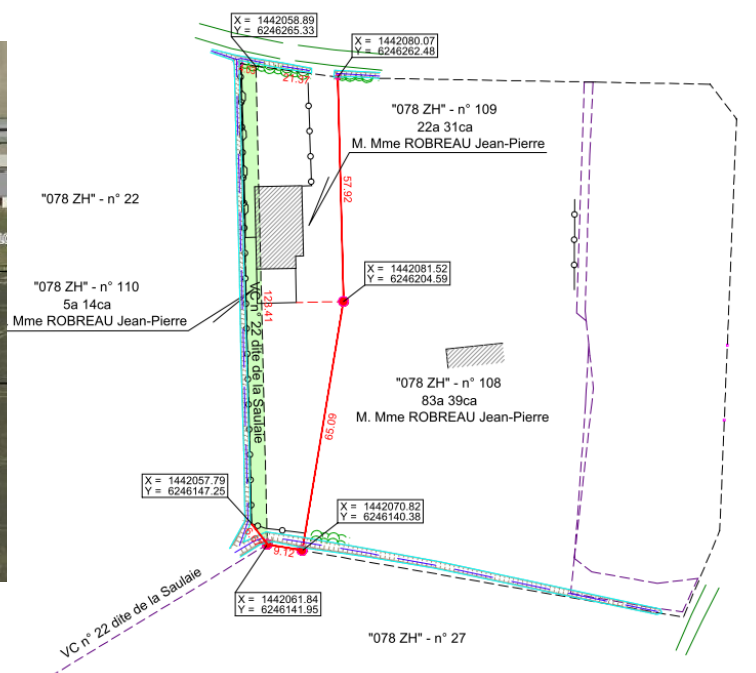 X = 1442058.89
Y = 6246265.33
X = 1442080.07
Y = 6246262.48
21.37
"078 ZH" - n° 109
22a 31ca
M. Mme ROBREAU Jean-Pierre
57.92
"078 ZH" - n° 22
X = 1442081.52
Y = 6246204.59
"078 ZH" - n° 110
5a 14ca
Mme ROBREAU Jean-Pierre
VC n° 22 dite de la Saulaie
123.41
"078 ZH" - n° 108
83a 39ca
M. Mme ROBREAU Jean-Pierre
65.09
X = 1442057.79
Y = 6246147.25
X = 1442070.82
Y = 6246140.38
9.12
X = 1442061.84
Y = 6246141.95
VC n° 22 dite de la Saulaie
"078 ZH" - n° 27